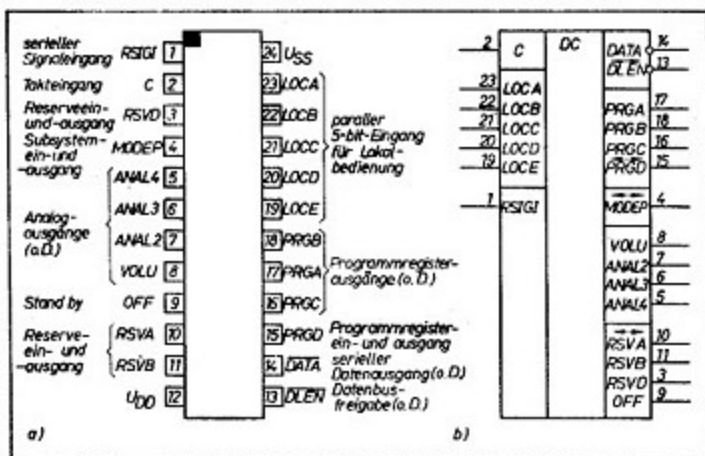 serieller
Signaleingang RSIGI 1
Takteingang C 2
Reserveein-
und-ausgang RSVD 3
Subsystem-
ein-und
-ausgang MODEP 4
ANAL4 5
ANAL3 6
Analog-
ausgänge
(o.D.)
ANAL2 7
VOLU 8
Stand by OFF 9
Reserve-
ein- und
-ausgang
RSVA 10
RSVB 11
UDD 12
24 USS
23 LOCA
22 LOCB
21 LOCC
20 LOCD
19 LOCE
paraller
5-bit-Eingang
für Lokal-
bedienung
18 PRGB
17 PRGA
16 PRGC
Programmregister-
ausgänge (o.D.)
15 PRGD Programmregister-
ein- und ausgang
14 DATA serieller
Datenausgang (o.D.)
13 DLEN Datenbus-
freigabe (o.D.)
a)
2 C DC DATA 14
DLEN 13
23 LOCA
22 LOCB
21 LOCC
20 LOCD
19 LOCE
PRGA 17
PRGB 18
PRGC 16
PRGD 15
1 RSIGI MODEP 4
VOLU 8
ANAL2 7
ANAL3 6
ANAL4 5
RSVA 10
RSVB 11
RSVD 3
OFF 9
b)